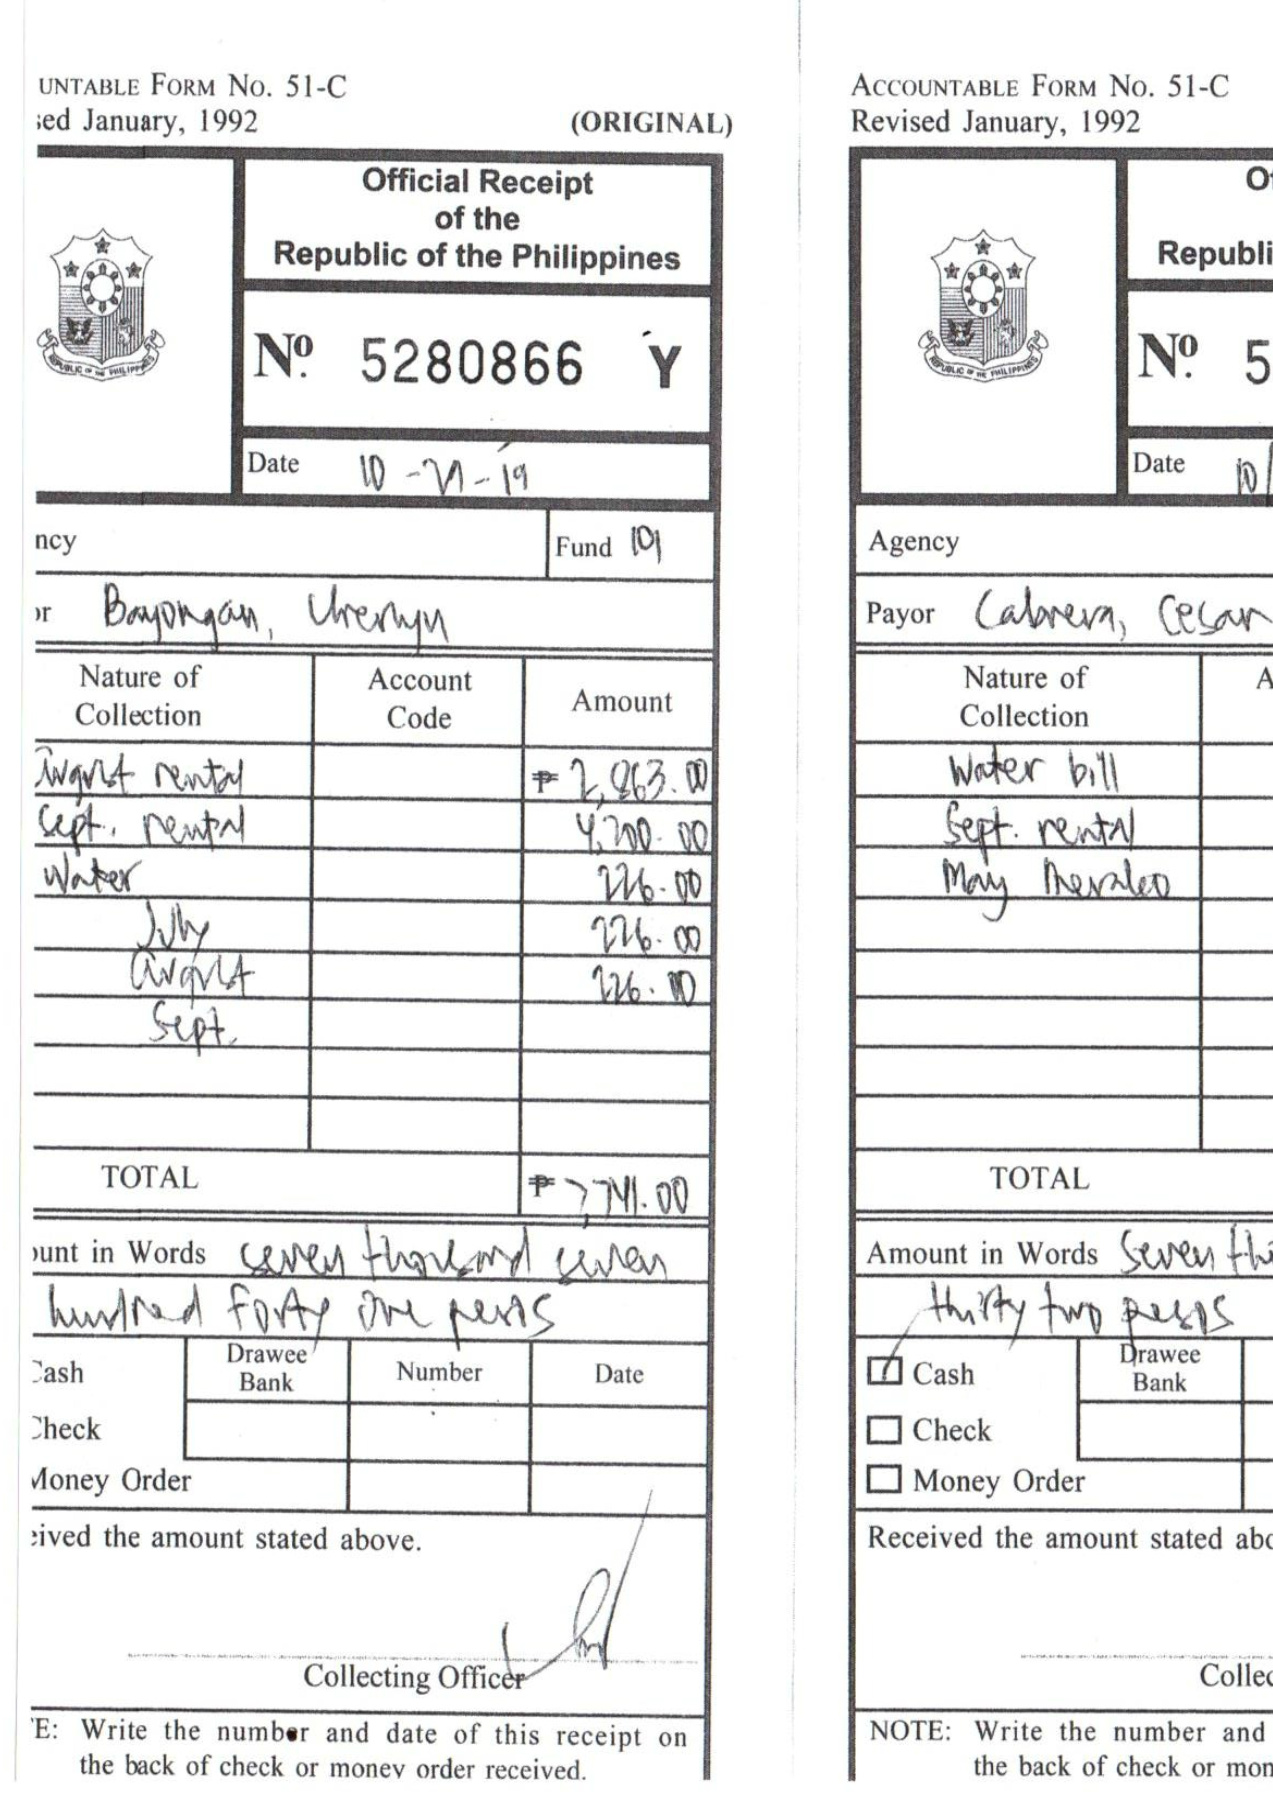 UNTABLE FORM No. 51-C
sed January, 1992
(ORIGINAL)
Official Receipt
of the
Republic of the Philippines
REPUBLIC OF THE PHILIPPINES
Nº. 5280866 Y
Date 10-21-19
ncy
Fund 101
or Bayongan,
Nature of Collection
Account Code
Amount
August rental ₱ 2,863.00
Sept. rental 4,200.00
Water 226.00
July 226.00
August 226.00
Sept.
TOTAL ₱ 7,741.00
ount in Words seven thousand seven
hundred forty one pesos
Cash
Drawee Bank
Number
Date
Check
Money Order
eived the amount stated above.
Collecting Officer
TE: Write the number and date of this receipt on
the back of check or money order received.
ACCOUNTABLE FORM No. 51-C
Revised January, 1992
Of
Republi
REPUBLIC OF THE PHILIPPINES
Nº. 5
Date 10/
Agency
Payor Cabrera, Cesar
Nature of Collection
A
Water bill
Sept. rental
May
TOTAL
Amount in Words Seven th
thirty two pesos
Cash
Drawee Bank
Check
Money Order
Received the amount stated abo
Collec
NOTE: Write the number and
the back of check or mon